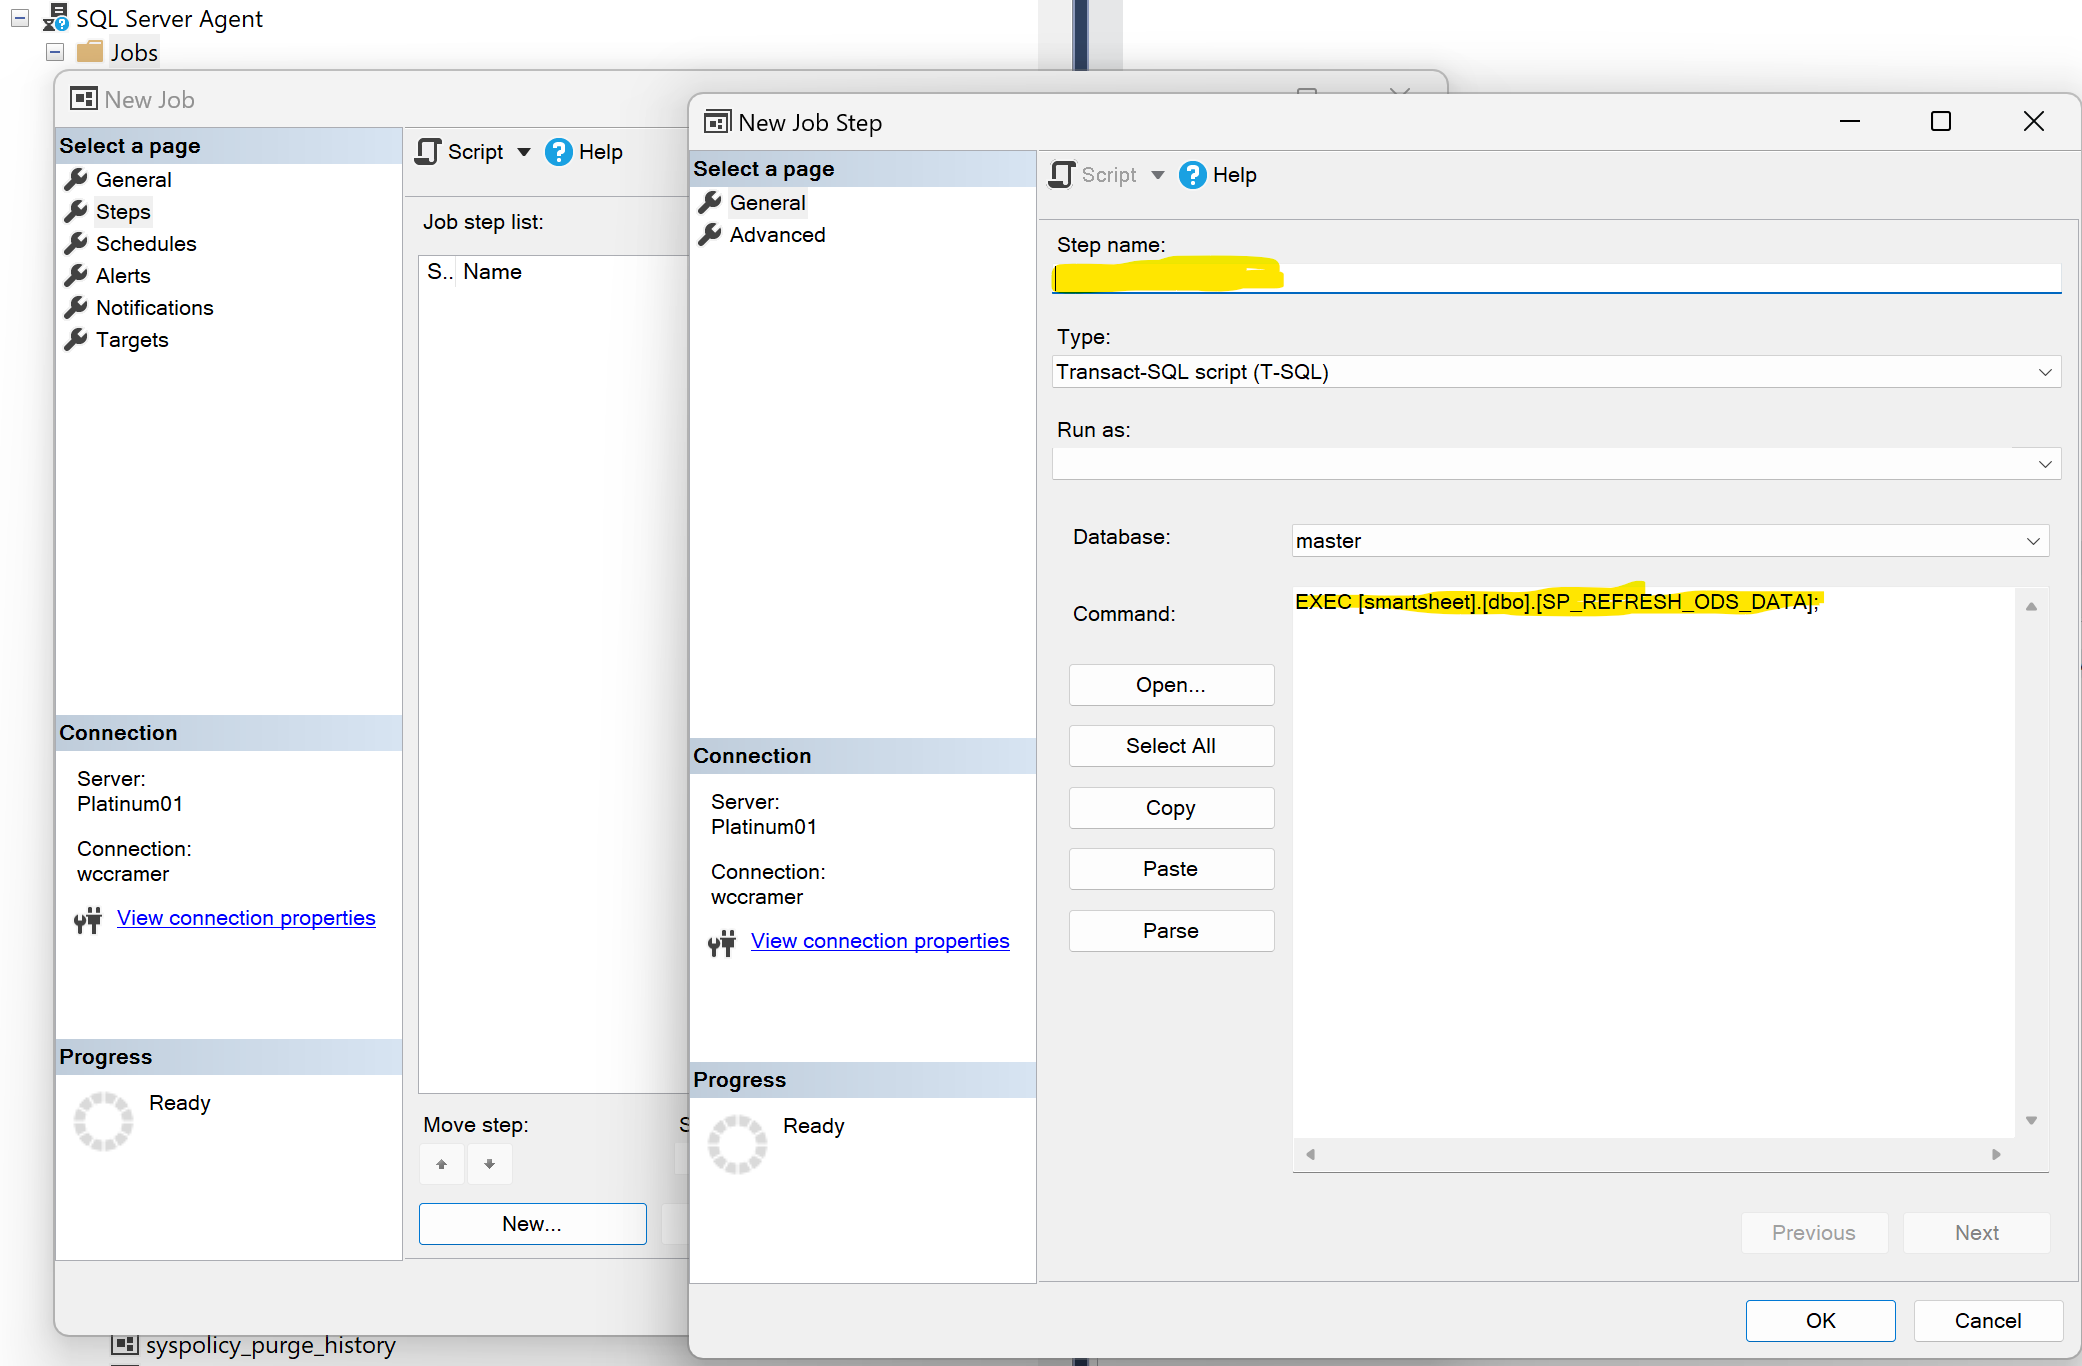 SQL Server Agent
Jobs
New Job
Select a page
General
Steps
Schedules
Alerts
Notifications
Targets
Script
Help
Job step list:
S.. Name
Connection
Server:
Platinum01
Connection:
wccramer
View connection properties
Progress
Ready
Move step:
S
New...
syspolicy_purge_history
New Job Step
Select a page
General
Advanced
Script
Help
Step name:
Type:
Transact-SQL script (T-SQL)
Run as:
Database:
master
Command:
EXEC [smartsheet].[dbo].[SP_REFRESH_ODS_DATA];
Open...
Select All
Copy
Paste
Parse
Connection
Server:
Platinum01
Connection:
wccramer
View connection properties
Progress
Ready
Previous
Next
OK
Cancel